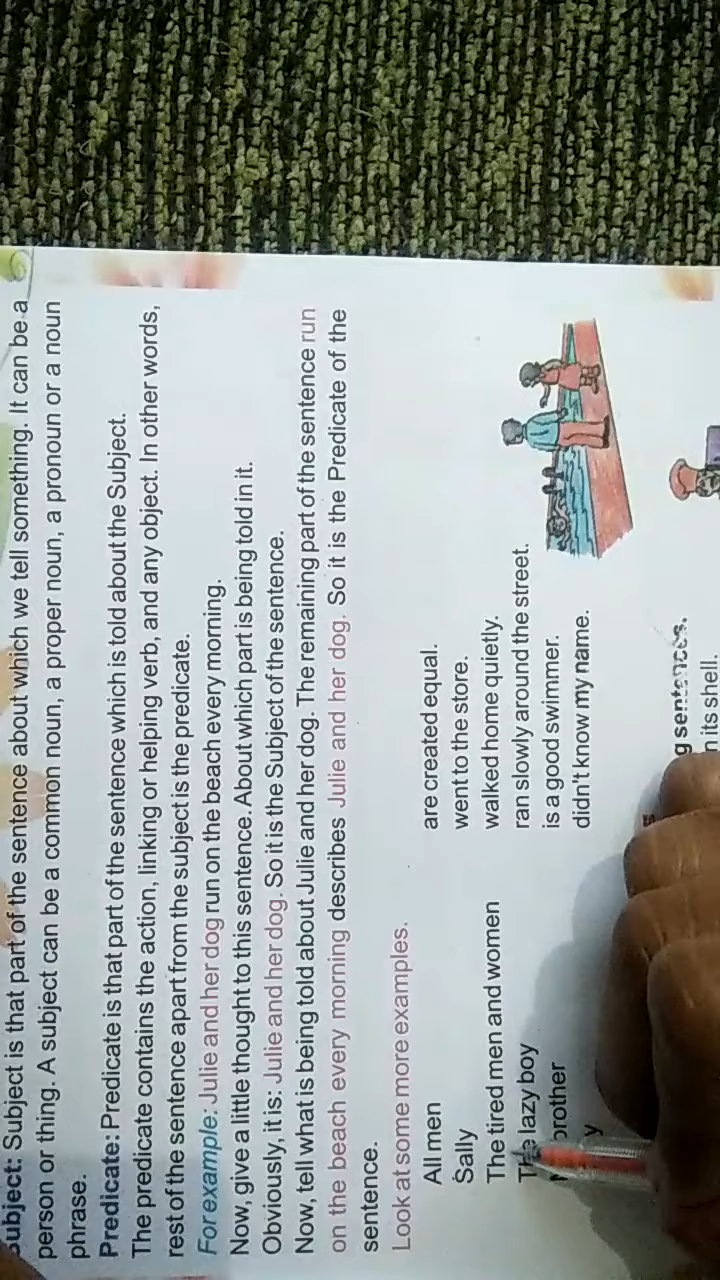 Subject: Subject is that part of the sentence about which we tell something. It can be a
person or thing. A subject can be a common noun, a proper noun, a pronoun or a noun
phrase.
Predicate: Predicate is that part of the sentence which is told about the Subject.
The predicate contains the action, linking or helping verb, and any object. In other words,
rest of the sentence apart from the subject is the predicate.
For example: Julie and her dog run on the beach every morning.
Now, give a little thought to this sentence. About which part is being told in it.
Obviously, it is: Julie and her dog. So it is the Subject of the sentence.
Now, tell what is being told about Julie and her dog. The remaining part of the sentence run
on the beach every morning describes Julie and her dog. So it is the Predicate of the
sentence.
Look at some more examples.
All men are created equal.
Sally went to the store.
The tired men and women walked home quietly.
The lazy boy ran slowly around the street.
brother is a good swimmer.
didn't know my name.
sentences.
its shell.